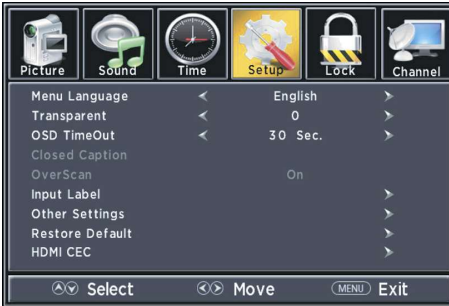 Picture Sound Time Setup Lock Channel
Menu Language English
Transparent 0
OSD TimeOut 30 Sec.
Closed Caption
OverScan On
Input Label
Other Settings
Restore Default
HDMI CEC
Select Move MENU Exit